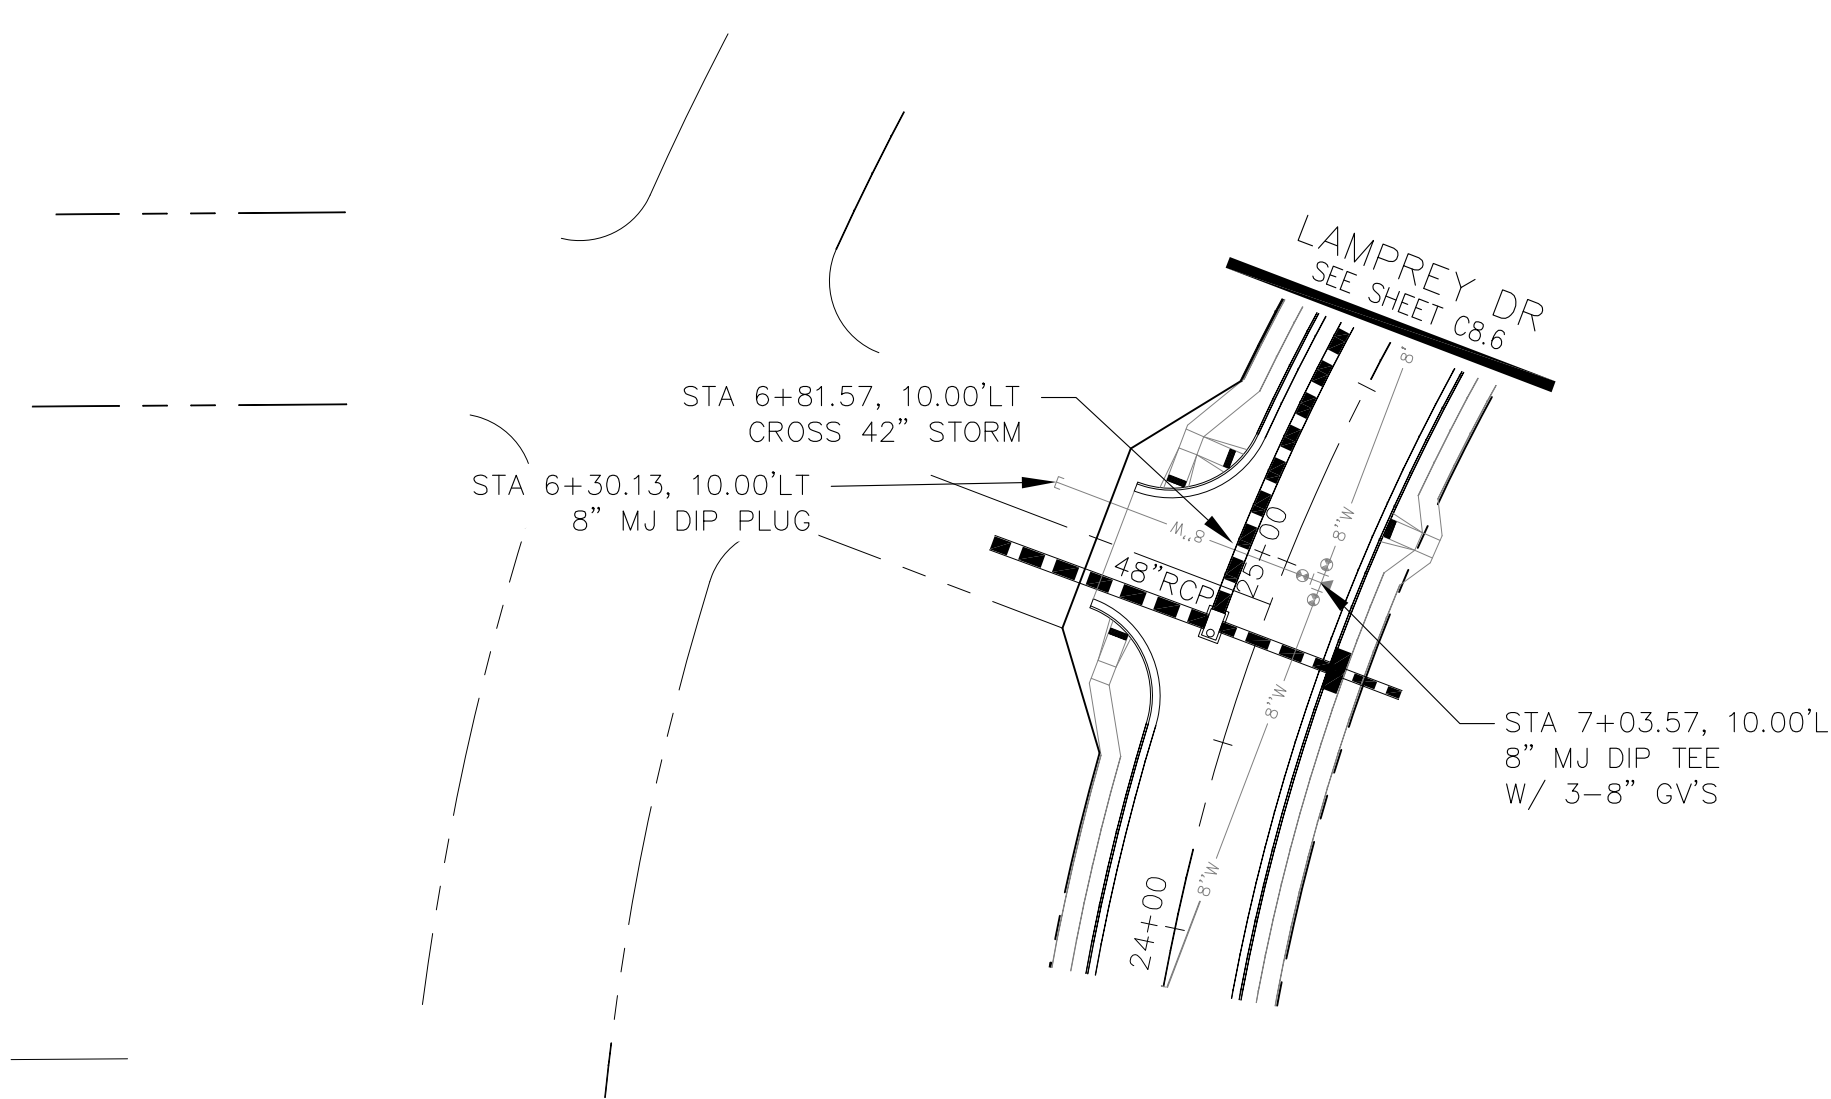 LAMPREY DR
SEE SHEET C8.6
STA 6+81.57, 10.00'LT
CROSS 42" STORM
STA 6+30.13, 10.00'LT
8" MJ DIP PLUG
8"
8"W
8"W
25+00
48"RCP
8"W
STA 7+03.57, 10.00'L
8" MJ DIP TEE
W/ 3-8" GV'S
8"W
24+00